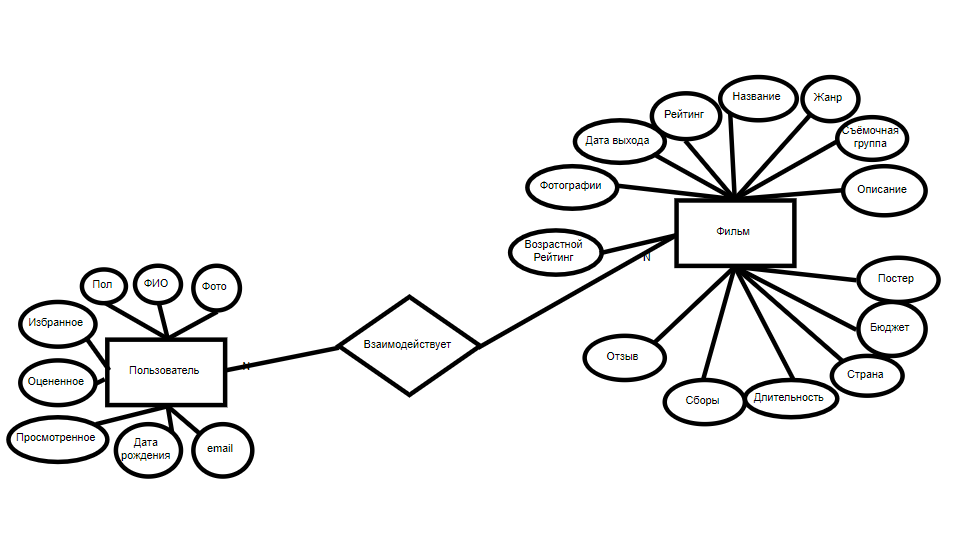 Название
Жанр
Рейтинг
Съёмочная
группа
Дата выхода
Фотографии
Описание
Фильм
Возрастной
Рейтинг
N
Постер
Пол
ФИО
Фото
Избранное
Бюджет
Взаимодействует
Отзыв
Пользователь
N
Страна
Оцененное
Сборы
Длительность
Просмотренное
Дата
рождения
email